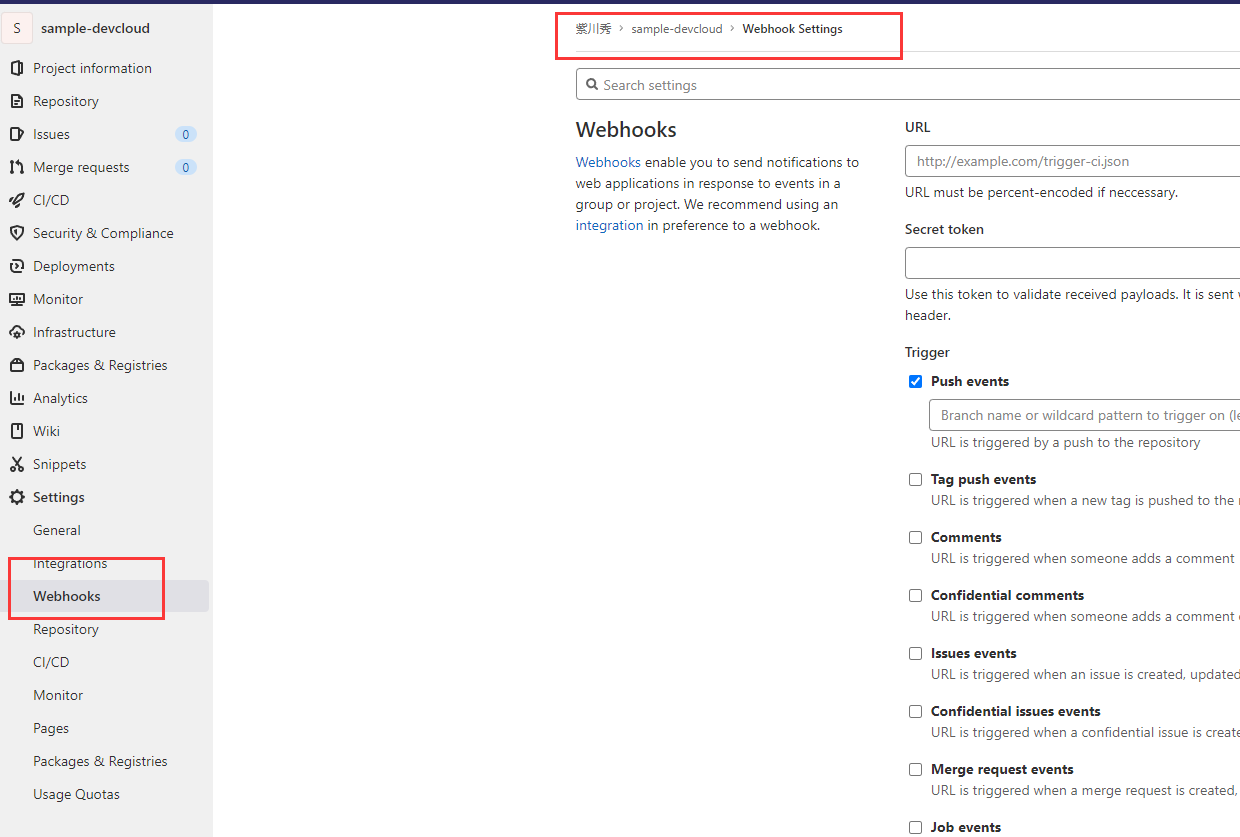 S sample-devcloud
Project information
Repository
Issues 0
Merge requests 0
CI/CD
Security & Compliance
Deployments
Monitor
Infrastructure
Packages & Registries
Analytics
Wiki
Snippets
Settings
General
Integrations
Webhooks
Repository
CI/CD
Monitor
Pages
Packages & Registries
Usage Quotas
紫川秀 › sample-devcloud › Webhook Settings
Search settings
Webhooks
Webhooks enable you to send notifications to
web applications in response to events in a
group or project. We recommend using an
integration in preference to a webhook.
URL
http://example.com/trigger-ci.json
URL must be percent-encoded if neccessary.
Secret token
Use this token to validate received payloads. It is sent
header.
Trigger
Push events
Branch name or wildcard pattern to trigger on
URL is triggered by a push to the repository
Tag push events
URL is triggered when a new tag is pushed to the
Comments
URL is triggered when someone adds a comment
Confidential comments
URL is triggered when someone adds a comment
Issues events
URL is triggered when an issue is created, updated
Confidential issues events
URL is triggered when a confidential issue is create
Merge request events
URL is triggered when a merge request is created,
Job events